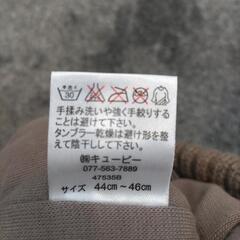 30
手揉み洗いや強く手絞りする
ことは避けて下さい。
タンブラー乾燥は避け形を整
えて陰干しして下さい。
㈱キューピー
077-563-7889
47535B
サイズ 44cm～46cm